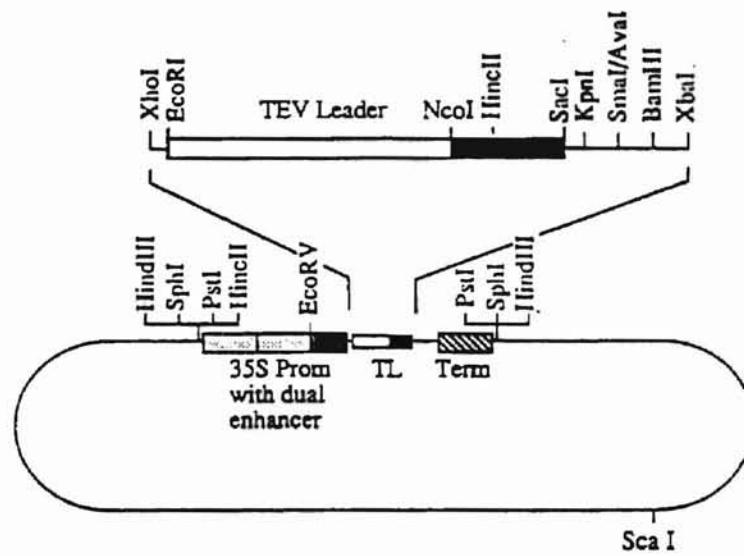 XhoI
EcoRI
TEV Leader
NcoI
HincII
SacI
KpnI
SmaI/AvaI
BamHI
XbaI
HindIII
SphI
PstI
HincII
EcoRV
PstI
SphI
HindIII
35S Prom
with dual
enhancer
TL
Term
Sca I